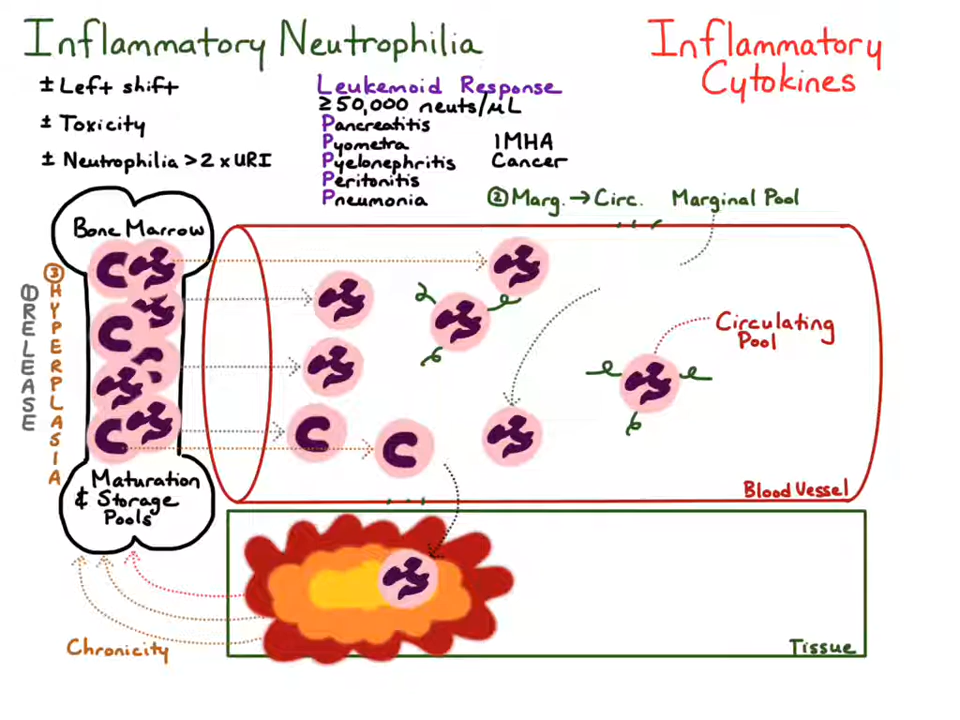 Inflammatory Neutrophilia
Inflammatory
Cytokines
± Left shift
± Toxicity
± Neutrophilia >2 x URI
Leukemoid Response
≥50,000 neuts/µL
Pancreatitis
Pyometra
Pyelonephritis
Peritonitis
Pneumonia
IMHA
Cancer
② Marg. → Circ.
Marginal Pool
Bone Marrow
① RELEASE
③ HYPERPLASIA
Circulating
Pool
Maturation
& Storage
Pools
Blood Vessel
Chronicity
Tissue